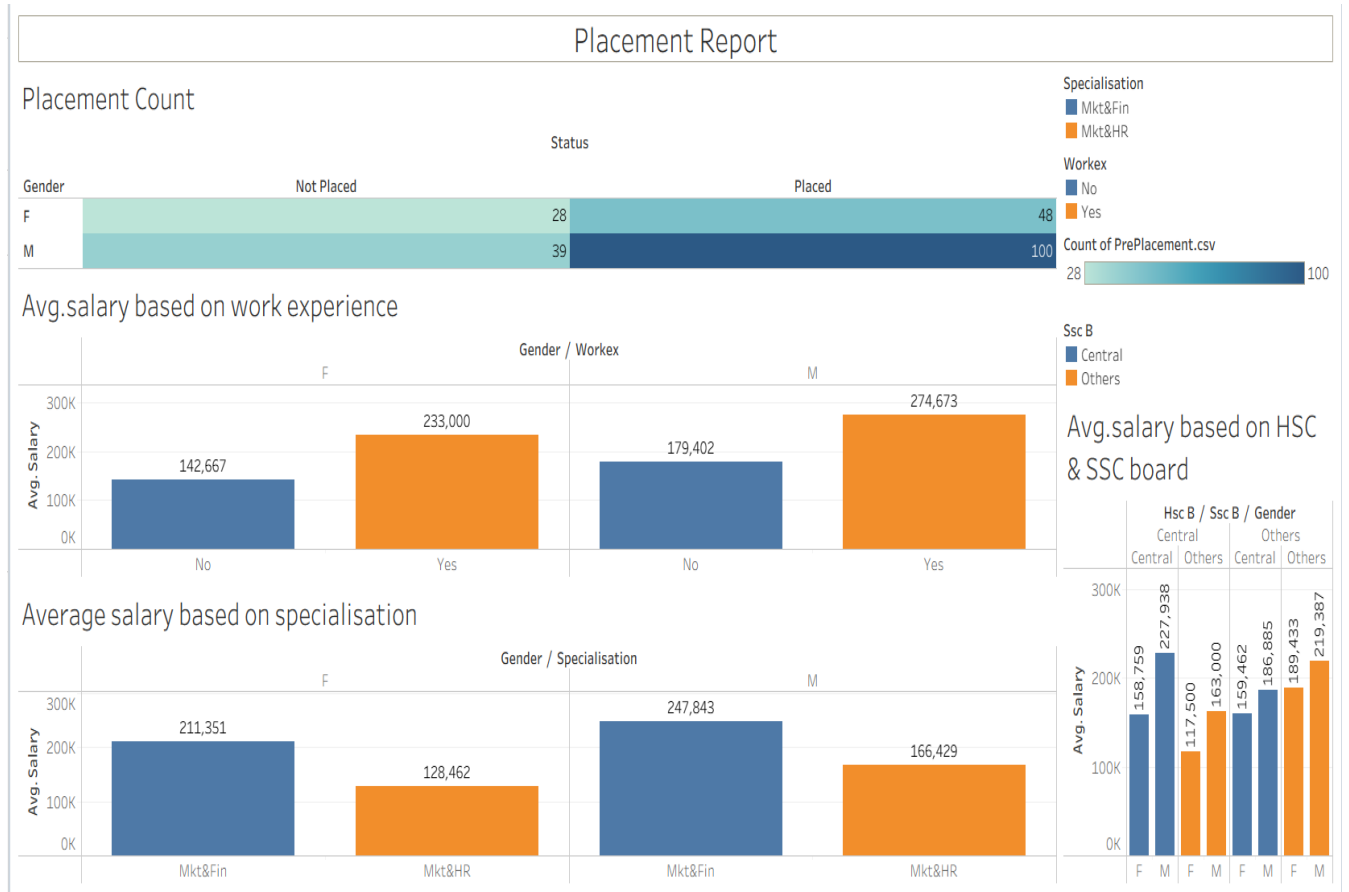 Placement Report
Placement Count
Status
Gender Not Placed Placed
F 28 48
M 39 100
Avg.salary based on work experience
Gender / Workex
F M
Avg. Salary
300K
200K
100K
0K
142,667 233,000 179,402 274,673
No Yes No Yes
Average salary based on specialisation
Gender / Specialisation
F M
Avg. Salary
300K
200K
100K
0K
211,351 128,462 247,843 166,429
Mkt&Fin Mkt&HR Mkt&Fin Mkt&HR
Specialisation
Mkt&Fin
Mkt&HR
Workex
No
Yes
Count of PrePlacement.csv
28 100
Ssc B
Central
Others
Avg.salary based on HSC
& SSC board
Hsc B / Ssc B / Gender
Central Others
Central Others Central Others
Avg. Salary
300K
200K
100K
0K
158,759 227,938 117,500 163,000 159,462 186,885 189,433 219,387
F M F M F M F M